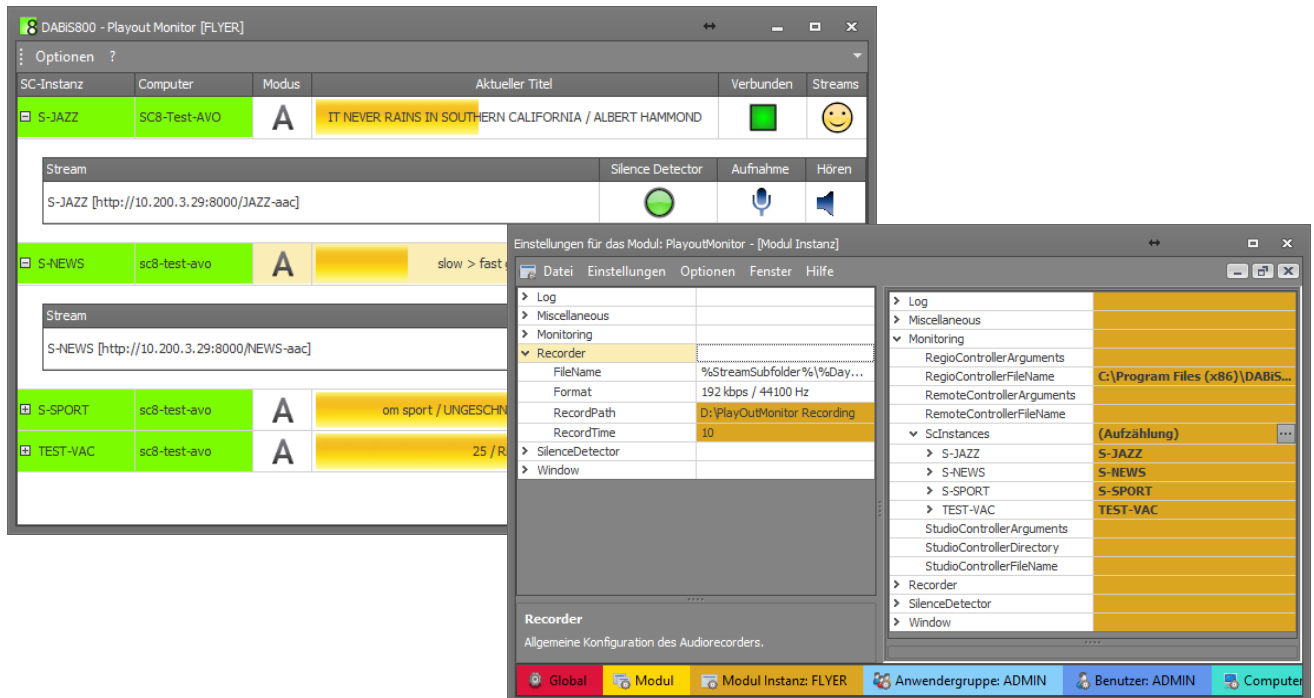 DABiS800 - Playout Monitor [FLYER]
Optionen ?
SC-Instanz Computer Modus Aktueller Titel Verbunden Streams
S-JAZZ SC8-Test-AVO A IT NEVER RAINS IN SOUTHERN CALIFORNIA / ALBERT HAMMOND
Stream Silence Detector Aufnahme Hören
S-JAZZ [http://10.200.3.29:8000/JAZZ-aac]
S-NEWS sc8-test-avo A slow > fast
Stream
S-NEWS [http://10.200.3.29:8000/NEWS-aac]
S-SPORT sc8-test-avo A om sport / UNGESCHN
TEST-VAC sc8-test-avo A 25 / R
Einstellungen für das Modul: PlayoutMonitor - [Modul Instanz]
Datei Einstellungen Optionen Fenster Hilfe
Log
Miscellaneous
Monitoring
Recorder
FileName %StreamSubfolder%\%Day...
Format 192 kbps / 44100 Hz
RecordPath D:\PlayOutMonitor Recording
RecordTime 10
SilenceDetector
Window
Recorder
Allgemeine Konfiguration des Audiorecorders.
Log
Miscellaneous
Monitoring
RegioControllerArguments
RegioControllerFileName C:\Program Files (x86)\DABiS...
RemoteControllerArguments
RemoteControllerFileName
ScInstances (Aufzählung) ...
S-JAZZ S-JAZZ
S-NEWS S-NEWS
S-SPORT S-SPORT
TEST-VAC TEST-VAC
StudioControllerArguments
StudioControllerDirectory
StudioControllerFileName
Recorder
SilenceDetector
Window
Global Modul Modul Instanz: FLYER Anwendergruppe: ADMIN Benutzer: ADMIN Computer